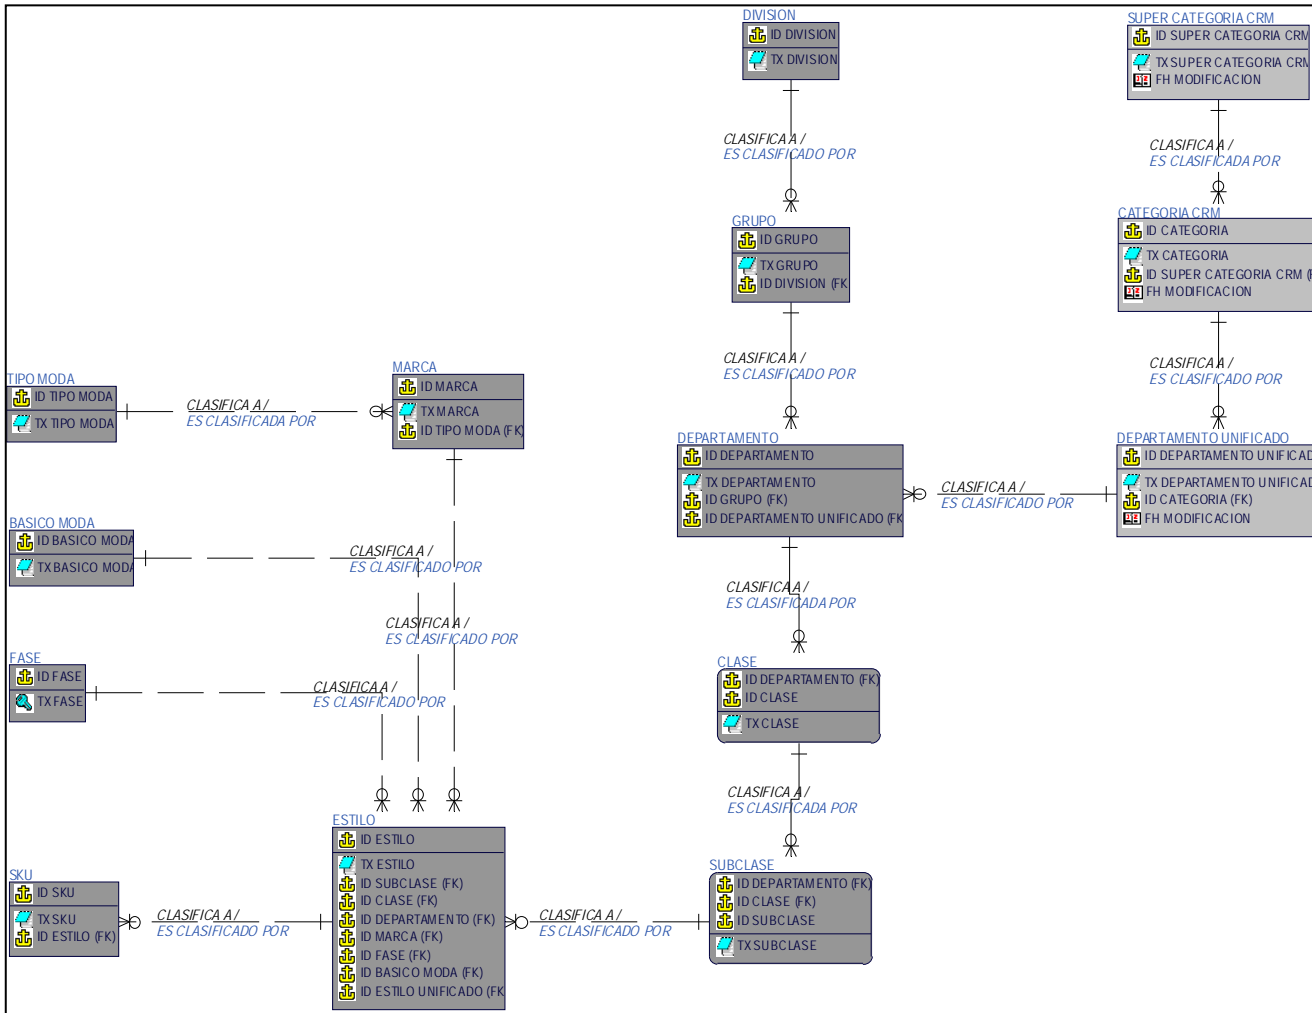 DIVISION
ID DIVISION
TX DIVISION
CLASIFICA A /
ES CLASIFICADO POR
SUPER CATEGORIA CRM
ID SUPER CATEGORIA CRM
TX SUPER CATEGORIA CRM
FH MODIFICACION
CLASIFICA A /
ES CLASIFICADA POR
GRUPO
ID GRUPO
TX GRUPO
ID DIVISION (FK
CLASIFICA A /
ES CLASIFICADO POR
CATEGORIA CRM
ID CATEGORIA
TX CATEGORIA
ID SUPER CATEGORIA CRM (F
FH MODIFICACION
CLASIFICA A /
ES CLASIFICADO POR
TIPO MODA
ID TIPO MODA
TX TIPO MODA
CLASIFICA A /
ES CLASIFICADA POR
MARCA
ID MARCA
TX MARCA
ID TIPO MODA (FK)
DEPARTAMENTO
ID DEPARTAMENTO
TX DEPARTAMENTO
ID GRUPO (FK)
ID DEPARTAMENTO UNIFICADO (FK
CLASIFICA A /
ES CLASIFICADO POR
DEPARTAMENTO UNIFICADO
ID DEPARTAMENTO UNIFICAD
TX DEPARTAMENTO UNIFICAD
ID CATEGORIA (FK)
FH MODIFICACION
BASICO MODA
ID BASICO MODA
TX BASICO MODA
CLASIFICA A /
ES CLASIFICADO POR
CLASIFICA A /
ES CLASIFICADO POR
CLASIFICA A /
ES CLASIFICADA POR
FASE
ID FASE
TX FASE
CLASIFICA A /
ES CLASIFICADO POR
CLASE
ID DEPARTAMENTO (FK)
ID CLASE
TX CLASE
CLASIFICA A /
ES CLASIFICADO POR
ESTILO
ID ESTILO
TX ESTILO
ID SUBCLASE (FK)
ID CLASE (FK)
ID DEPARTAMENTO (FK)
ID MARCA (FK)
ID FASE (FK)
ID BASICO MODA (FK)
ID ESTILO UNIFICADO (FK
SKU
ID SKU
TX SKU
ID ESTILO (FK)
CLASIFICA A /
ES CLASIFICADO POR
CLASIFICA A /
ES CLASIFICADO POR
SUBCLASE
ID DEPARTAMENTO (FK)
ID CLASE (FK)
ID SUBCLASE
TX SUBCLASE